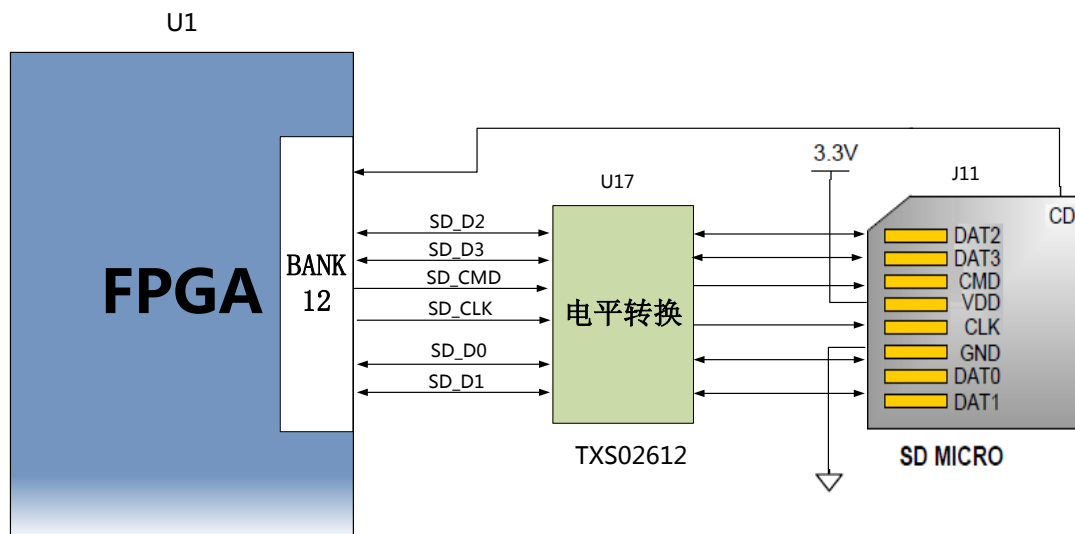 U1
3.3V
U17
J11
CD
SD_D2
DAT2
SD_D3
DAT3
FPGA
BANK
12
SD_CMD
电平转换
CMD
VDD
SD_CLK
CLK
GND
SD_D0
DAT0
SD_D1
DAT1
TXS02612
SD MICRO